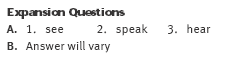 Expansion Questions
A. 1. see 2. speak 3. hear
B. Answer will vary